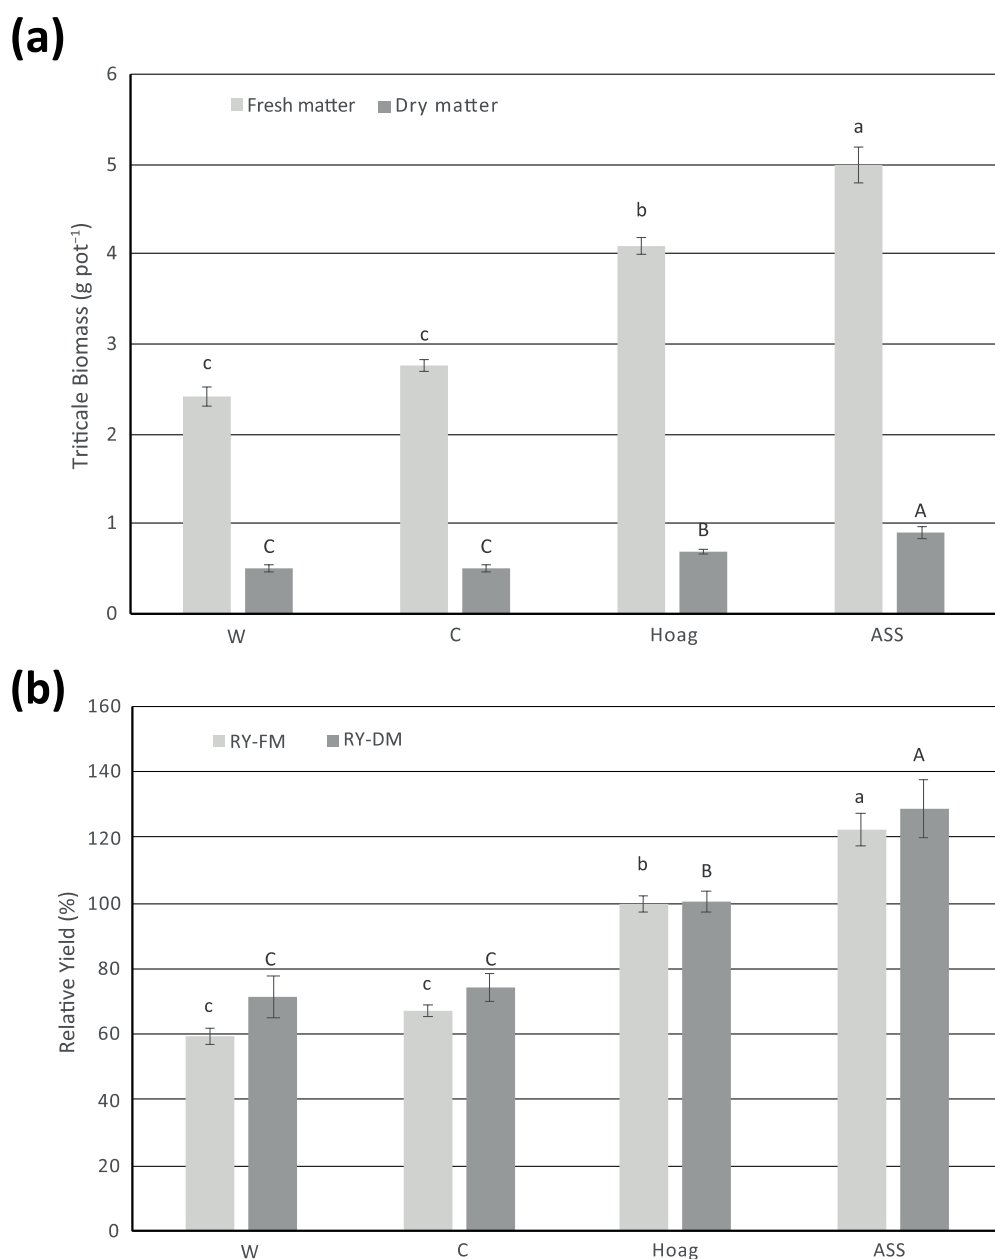 (a)
6
Fresh matter Dry matter
a
5
b
4
Triticale Biomass (g pot⁻¹)
c
3
c
2
1
C
C
B
A
0
W C Hoag ASS
(b)
160
RY-FM RY-DM
A
140
a
120
b
B
100
Relative Yield (%)
C
C
80
c
c
60
40
20
0
W C Hoag ASS